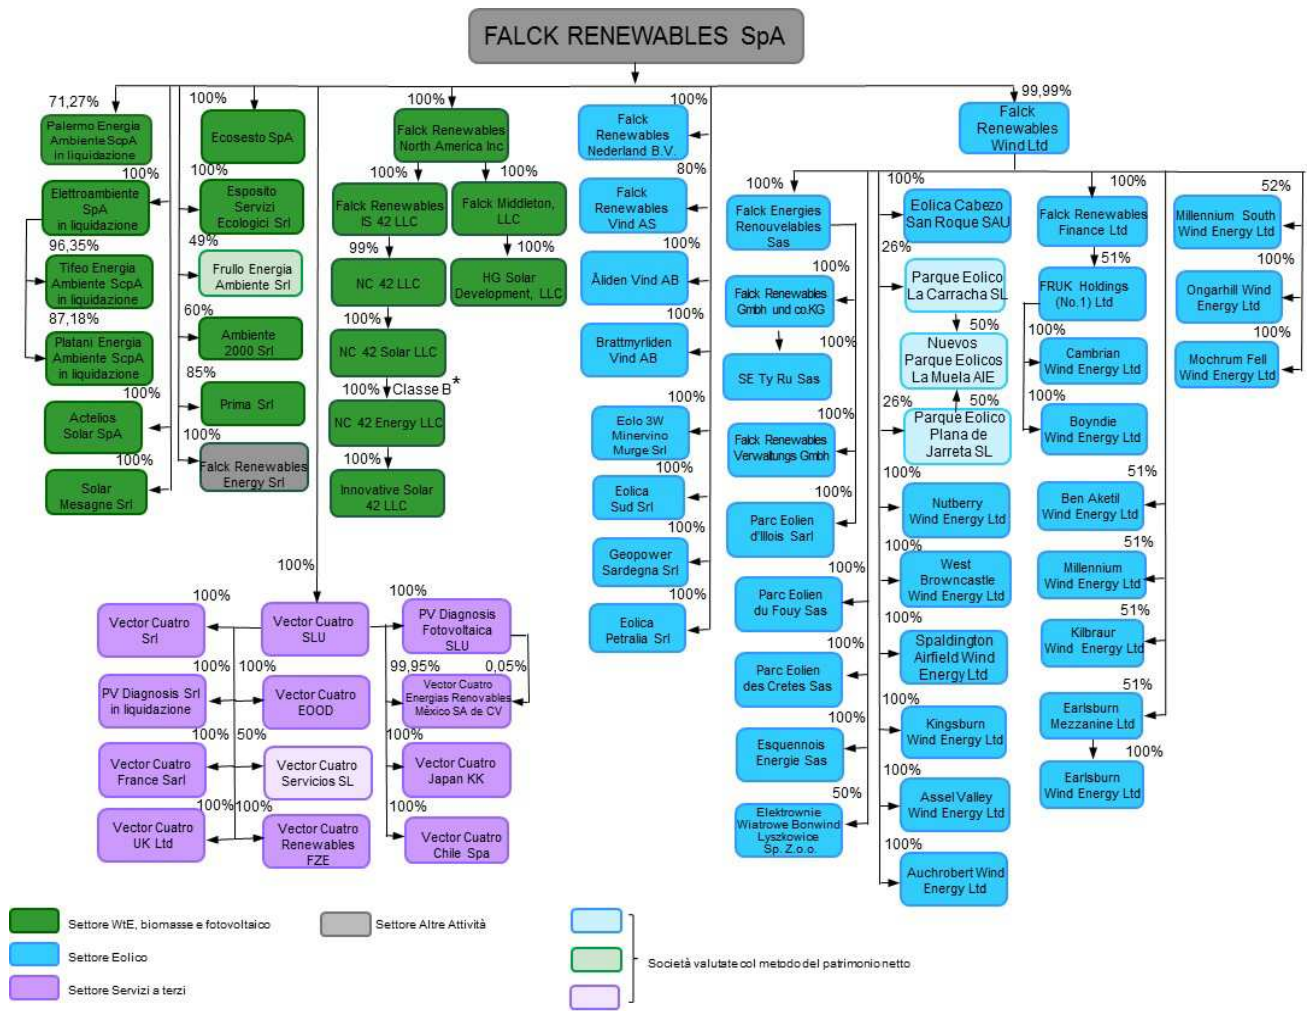 FALCK RENEWABLES SpA
71,27%
Palermo Energia
Ambiente ScpA
in liquidazione
100%
Elettroambiente
SpA
in liquidazione
96,35%
Tifeo Energia
Ambiente ScpA
in liquidazione
87,18%
Platani Energia
Ambiente ScpA
in liquidazione
100%
Actelios
Solar SpA
100%
Solar
Mesagne Srl
100%
Ecosesto SpA
100%
Esposito
Servizi
Ecologici Srl
49%
Frullo Energia
Ambiente Srl
60%
Ambiente
2000 Srl
85%
Prima Srl
100%
Falck Renewables
Energy Srl
100%
Falck Renewables
North America Inc
100%
Falck Renewables
IS 42 LLC
99%
NC 42 LLC
100%
NC 42 Solar LLC
100% Classe B*
NC 42 Energy LLC
100%
Innovative Solar
42 LLC
100%
Falck Middleton,
LLC
100%
HG Solar
Development, LLC
100%
Vector Cuatro
SLU
100%
Vector Cuatro
Srl
100%
PV Diagnosis Srl
in liquidazione
100%
Vector Cuatro
France Sarl
100%
Vector Cuatro
UK Ltd
100%
Vector Cuatro
EOOD
50%
Vector Cuatro
Servicios SL
100%
Vector Cuatro
Renewables
FZE
100%
PV Diagnosis
Fotovoltaica
SLU
99,95%
0,05%
Vector Cuatro
Energias Renovables
México SA de CV
100%
Vector Cuatro
Japan KK
100%
Vector Cuatro
Chile Spa
100%
Falck
Renewables
Nederland B.V.
80%
Falck
Renewables
Vind AS
100%
Åliden Vind AB
100%
Brattmyrliden
Vind AB
100%
Eolo 3W
Minervino
Murge Srl
100%
Eolica
Sud Srl
100%
Geopower
Sardegna Srl
100%
Eolica
Petralia Srl
99,99%
Falck
Renewables
Wind Ltd
100%
Falck Energies
Renouvelables
Sas
100%
Falck Renewables
Gmbh und co.KG
100%
SE Ty Ru Sas
100%
Falck Renewables
Verwaltungs Gmbh
100%
Parc Eolien
d'Illois Sarl
100%
Parc Eolien
du Fouy Sas
100%
Parc Eolien
des Cretes Sas
100%
Esquennois
Energie Sas
50%
Elektrownie
Wiatrowe Bonwind
Lyszkowice
Sp. Z.o.o.
100%
Eolica Cabezo
San Roque SAU
26%
Parque Eolico
La Carracha SL
50%
Nuevos
Parque Eolicos
La Muela AIE
26%
50%
Parque Eolico
Plana de
Jarreta SL
100%
Nutberry
Wind Energy Ltd
100%
West
Browncastle
Wind Energy Ltd
100%
Spaldington
Airfield Wind
Energy Ltd
100%
Kingsburn
Wind Energy Ltd
100%
Assel Valley
Wind Energy Ltd
100%
Auchrobert Wind
Energy Ltd
100%
Falck Renewables
Finance Ltd
51%
FRUK Holdings
(No.1) Ltd
100%
Cambrian
Wind Energy Ltd
100%
Boyndie
Wind Energy Ltd
51%
Ben Aketil
Wind Energy Ltd
51%
Millennium
Wind Energy Ltd
51%
Kilbraur
Wind Energy Ltd
51%
Earlsburn
Mezzanine Ltd
100%
Earlsburn
Wind Energy Ltd
52%
Millennium South
Wind Energy Ltd
100%
Ongarhill Wind
Energy Ltd
100%
Mochrum Fell
Wind Energy Ltd
Settore WtE, biomasse e fotovoltaico
Settore Eolico
Settore Servizi a terzi
Settore Altre Attività
Società valutate col metodo del patrimonio netto